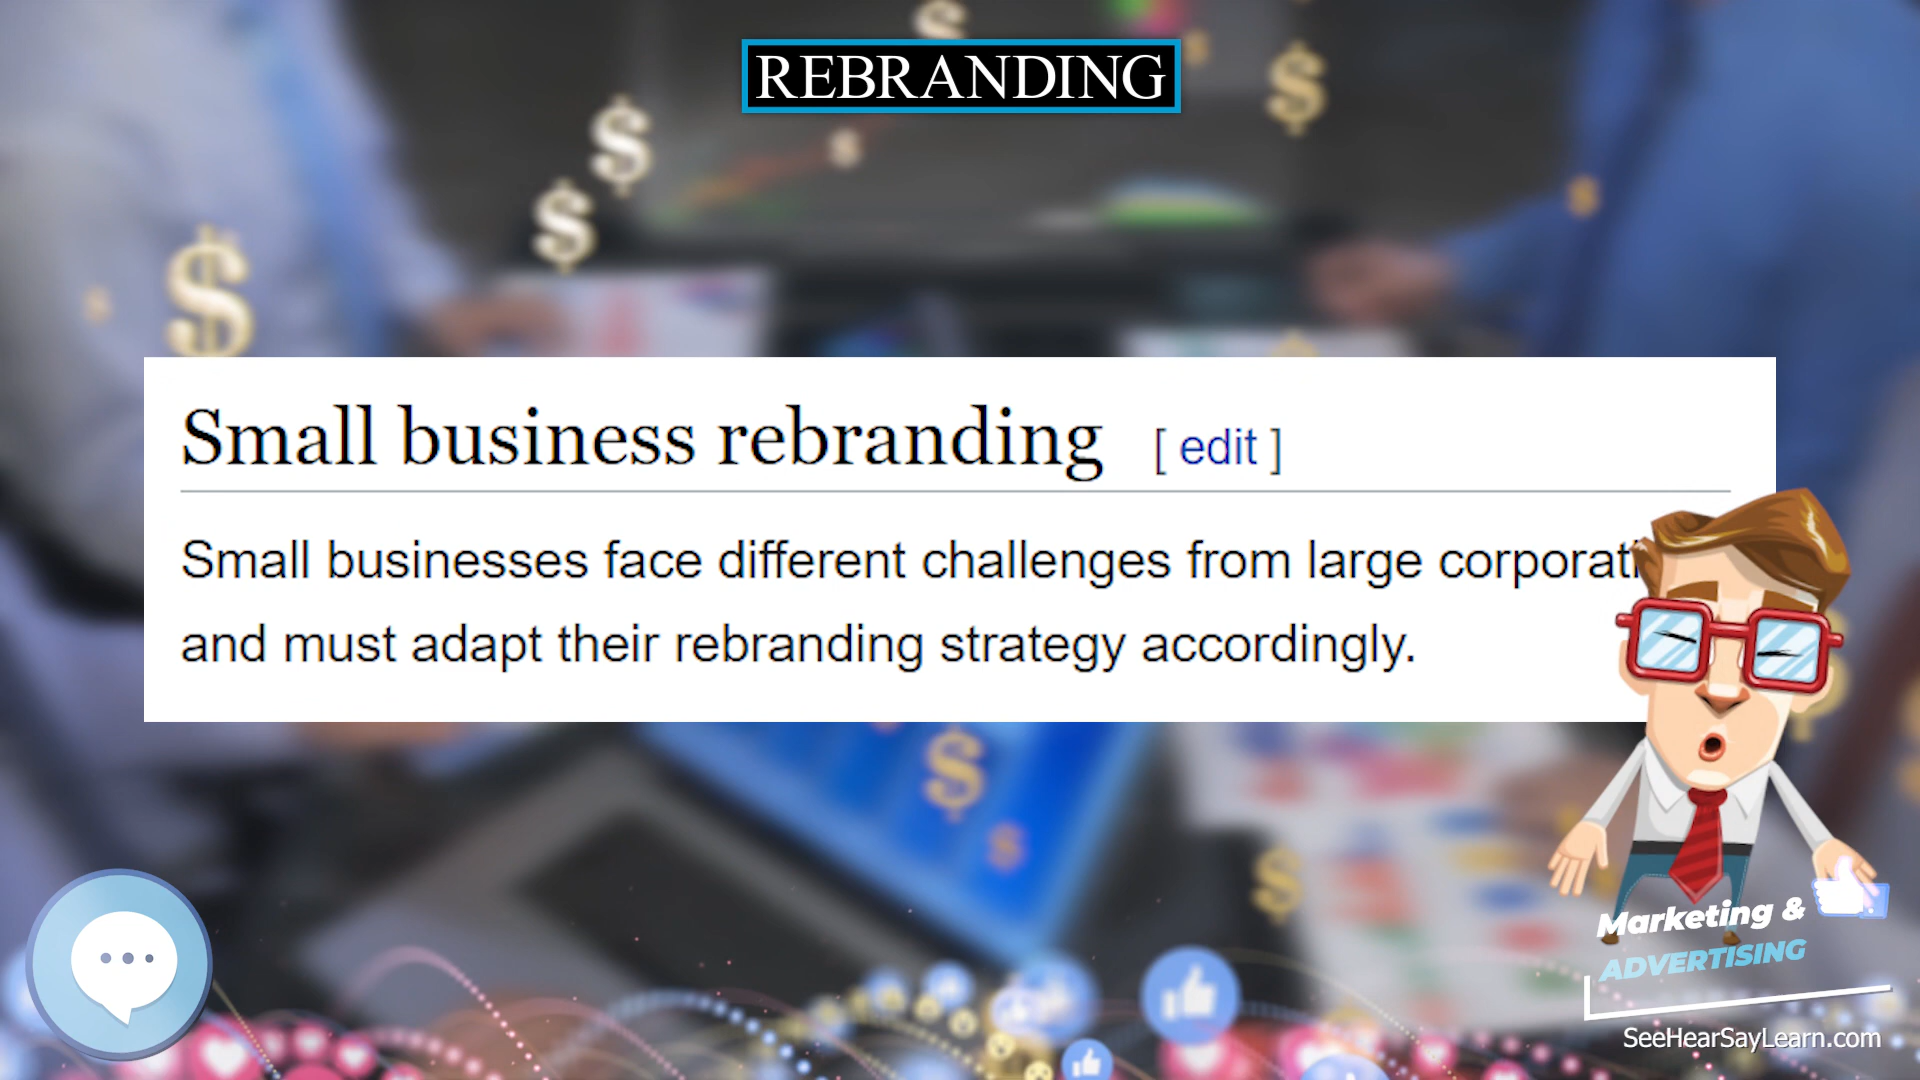 REBRANDING
Small business rebranding [ edit ]
Small businesses face different challenges from large corporati
and must adapt their rebranding strategy accordingly.
Marketing &
ADVERTISING
SeeHearSayLearn.com